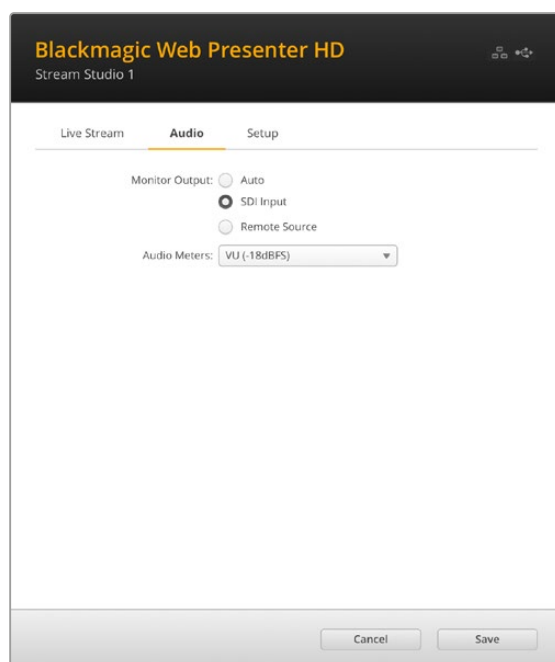 Blackmagic Web Presenter HD
Stream Studio 1
Live Stream Audio Setup
Monitor Output: Auto
SDI Input
Remote Source
Audio Meters: VU (-18dBFS)
Cancel Save